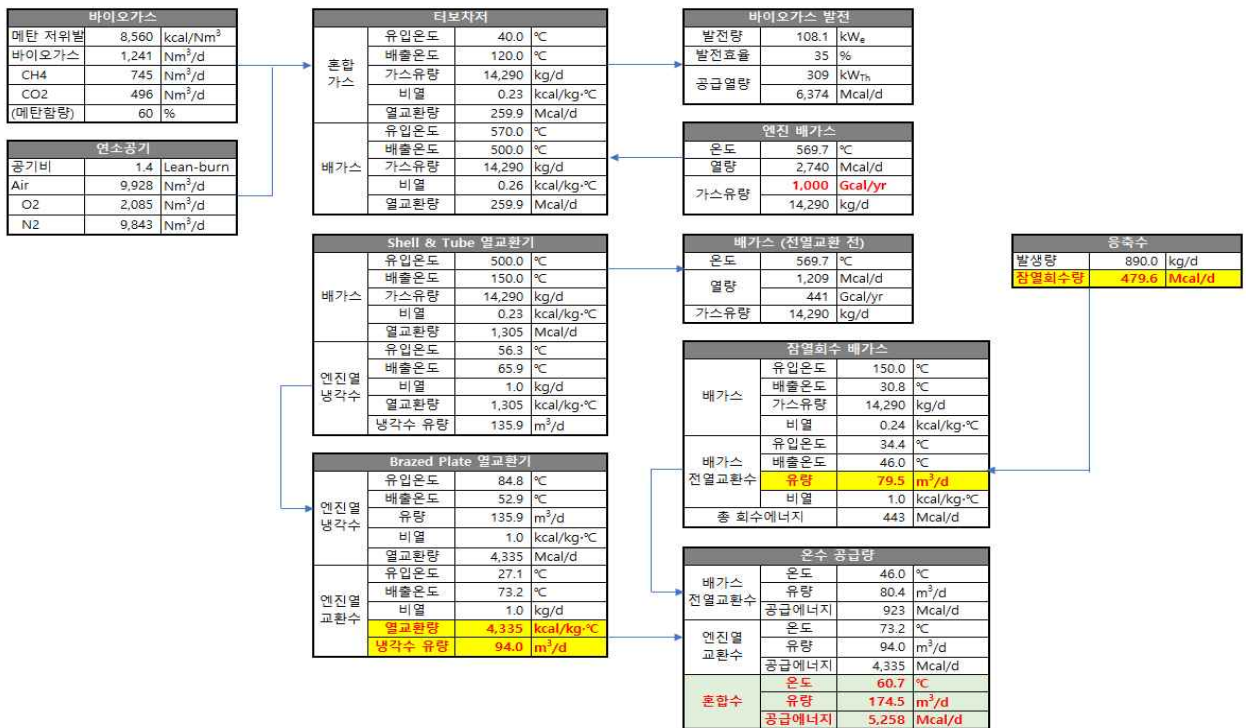 바이오가스
메탄 저위발 8,560 kcal/Nm³
바이오가스 1,241 Nm³/d
CH4 745 Nm³/d
CO2 496 Nm³/d
(메탄함량) 60 %
연소공기
공기비 1.4 Lean-burn
Air 9,928 Nm³/d
O2 2,085 Nm³/d
N2 9,843 Nm³/d
터보차저
혼합 가스
유입온도 40.0 ℃
배출온도 120.0 ℃
가스유량 14,290 kg/d
비열 0.23 kcal/kg·℃
열교환량 259.9 Mcal/d
배가스
유입온도 570.0 ℃
배출온도 500.0 ℃
가스유량 14,290 kg/d
비열 0.26 kcal/kg·℃
열교환량 259.9 Mcal/d
바이오가스 발전
발전량 108.1 kWₑ
발전효율 35 %
공급열량 309 kW_Th
6,374 Mcal/d
엔진 배가스
온도 569.7 ℃
열량 2,740 Mcal/d
가스유량 1,000 Gcal/yr
14,290 kg/d
Shell & Tube 열교환기
배가스
유입온도 500.0 ℃
배출온도 150.0 ℃
가스유량 14,290 kg/d
비열 0.23 kcal/kg·℃
열교환량 1,305 Mcal/d
엔진열 냉각수
유입온도 56.3 ℃
배출온도 65.9 ℃
비열 1.0 kg/d
열교환량 1,305 kcal/kg·℃
냉각수 유량 135.9 m³/d
배가스 (전열교환 전)
온도 569.7 ℃
열량 1,209 Mcal/d
441 Gcal/yr
가스유량 14,290 kg/d
응축수
발생량 890.0 kg/d
잠열회수량 479.6 Mcal/d
잠열회수 배가스
배가스
유입온도 150.0 ℃
배출온도 30.8 ℃
가스유량 14,290 kg/d
비열 0.24 kcal/kg·℃
배가스 전열교환수
유입온도 34.4 ℃
배출온도 46.0 ℃
유량 79.5 m³/d
비열 1.0 kcal/kg·℃
총 회수에너지 443 Mcal/d
Brazed Plate 열교환기
엔진열 냉각수
유입온도 84.8 ℃
배출온도 52.9 ℃
유량 135.9 m³/d
비열 1.0 kcal/kg·℃
열교환량 4,335 Mcal/d
엔진열 교환수
유입온도 27.1 ℃
배출온도 73.2 ℃
비열 1.0 kg/d
열교환량 4,335 kcal/kg·℃
냉각수 유량 94.0 m³/d
온수 공급량
배가스 전열교환수
온도 46.0 ℃
유량 80.4 m³/d
공급에너지 923 Mcal/d
엔진열 교환수
온도 73.2 ℃
유량 94.0 m³/d
공급에너지 4,335 Mcal/d
혼합수
온도 60.7 ℃
유량 174.5 m³/d
공급에너지 5,258 Mcal/d